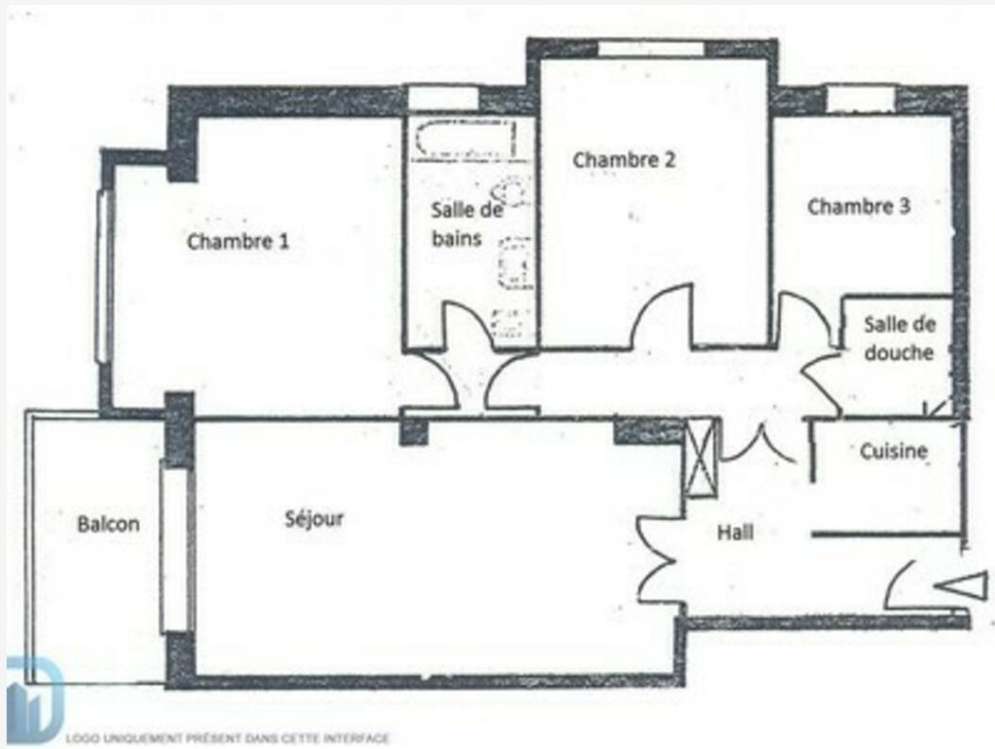 Chambre 2
Chambre 3
Salle de
bains
Chambre 1
Salle de
douche
Cuisine
Séjour
Balcon
Hall
LOGO UNIQUEMENT PRÉSENT DANS CETTE INTERFACE